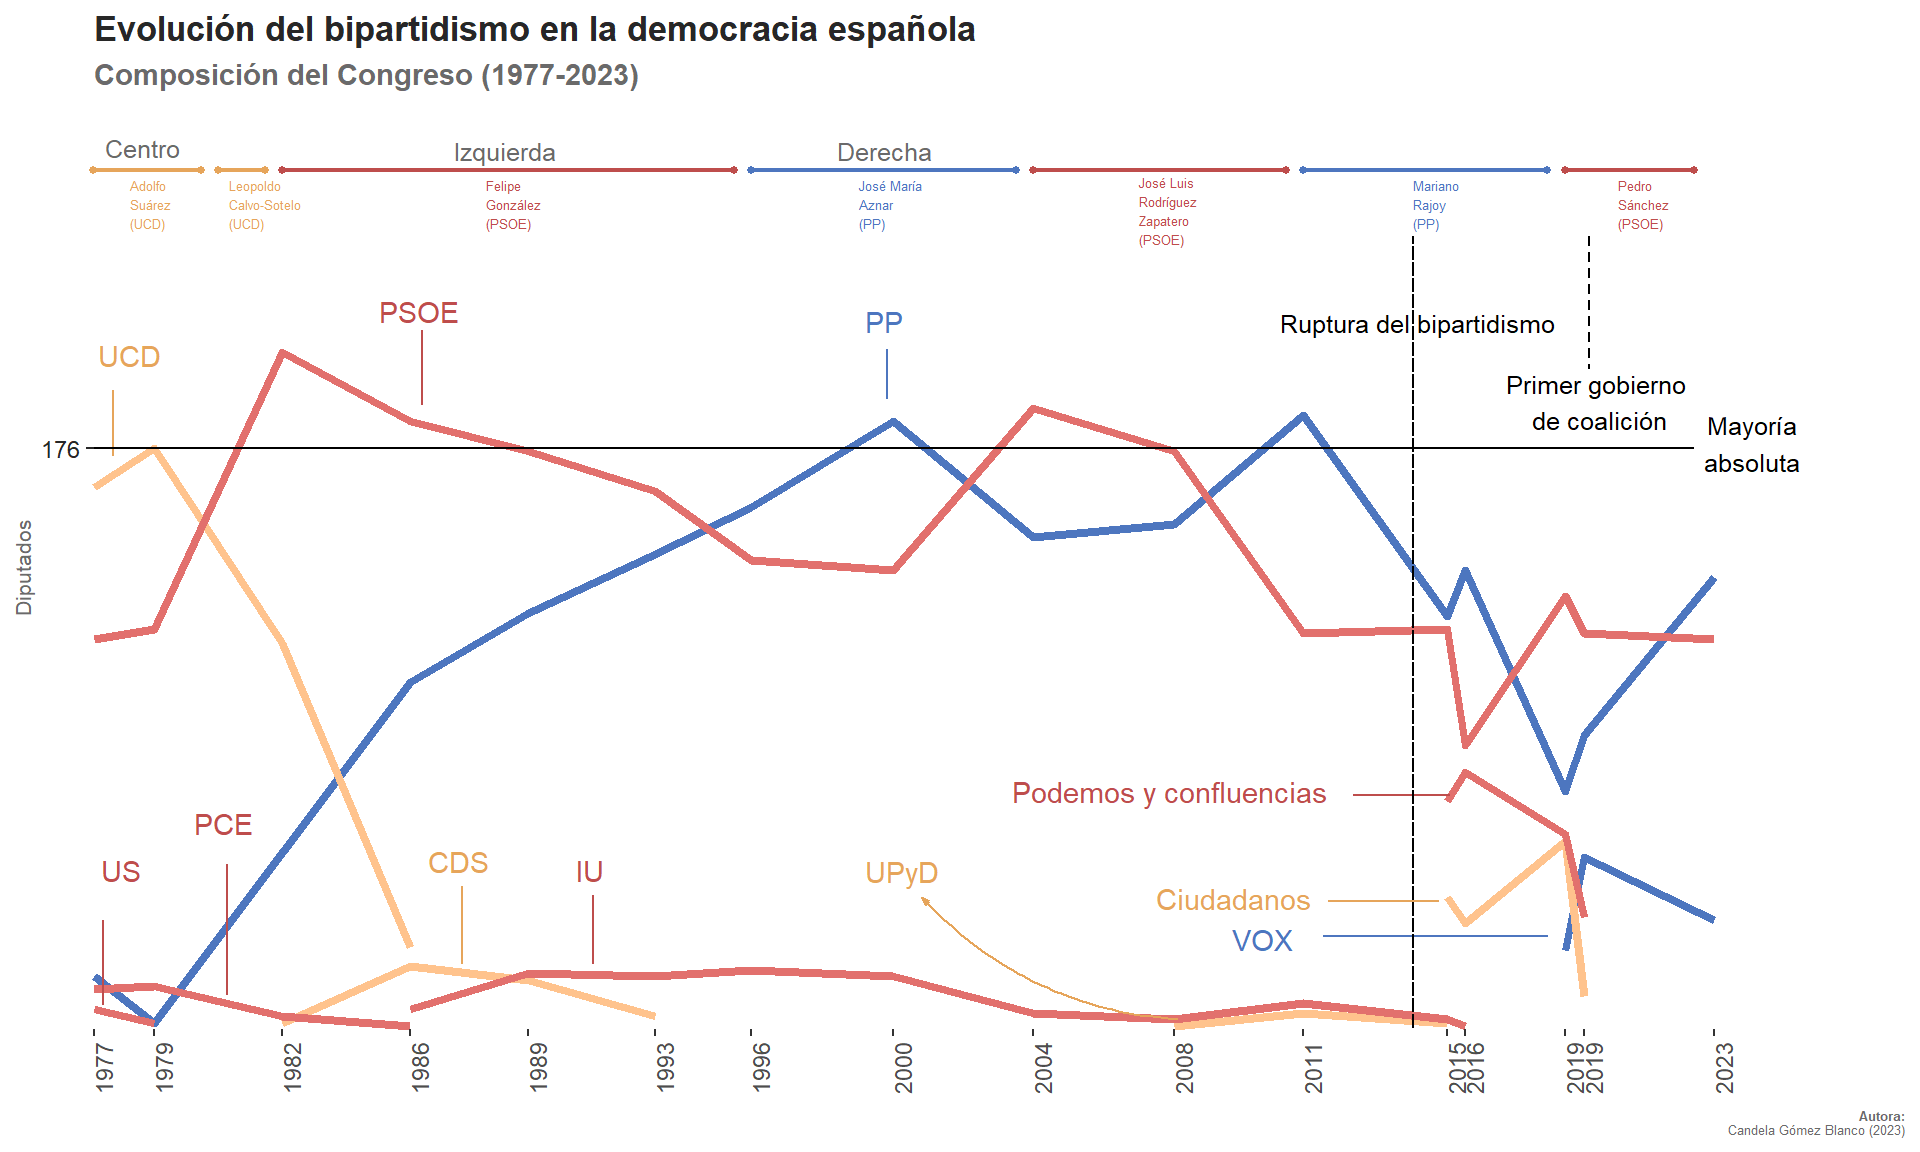 Evolución del bipartidismo en la democracia española
Composición del Congreso (1977-2023)
Centro
Izquierda
Derecha
Adolfo
Suárez
(UCD)
Leopoldo
Calvo-Sotelo
(UCD)
Felipe
González
(PSOE)
José María
Aznar
(PP)
José Luis
Rodríguez
Zapatero
(PSOE)
Mariano
Rajoy
(PP)
Pedro
Sánchez
(PSOE)
UCD
PSOE
PP
Ruptura del bipartidismo
Primer gobierno
de coalición
Mayoría
absoluta
176
Diputados
US
PCE
CDS
IU
UPyD
Podemos y confluencias
Ciudadanos
VOX
1977
1979
1982
1986
1989
1993
1996
2000
2004
2008
2011
2015
2016
2019
2019
2023
Autora:
Candela Gómez Blanco (2023)